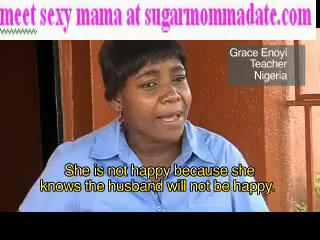 meet sexy mama at sugarmommadate.com
Grace Enoyi
Teacher
Nigeria
She is not happy because she
knows the husband will not be happy.